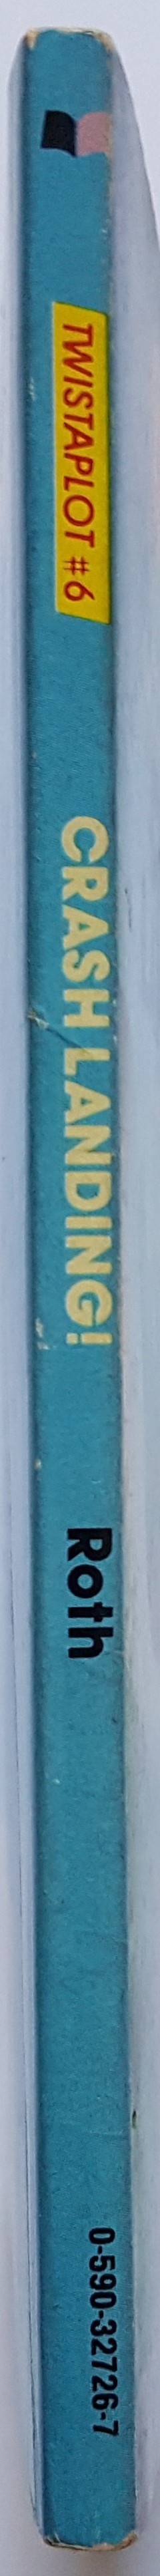 TWISTAPLOT #6
CRASH LANDING!
Roth
0-590-32726-7